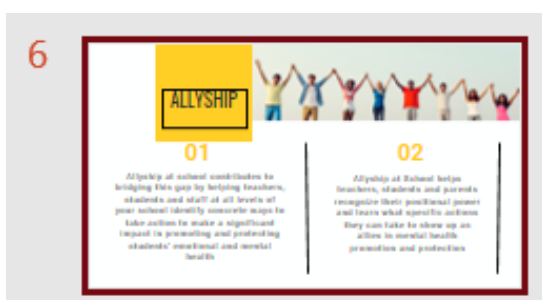 6
ALLYSHIP
01
Allyship at school contributes to
bridging this gap by helping teachers,
students and staff at all levels of
your school identify concrete ways to
take action to make a significant
impact in promoting and protecting
students' emotional and mental
health
02
Allyship at School helps
teachers, students and parents
recognize their positional power
and learn what specific actions
they can take to show up as
allies in mental health
promotion and protection